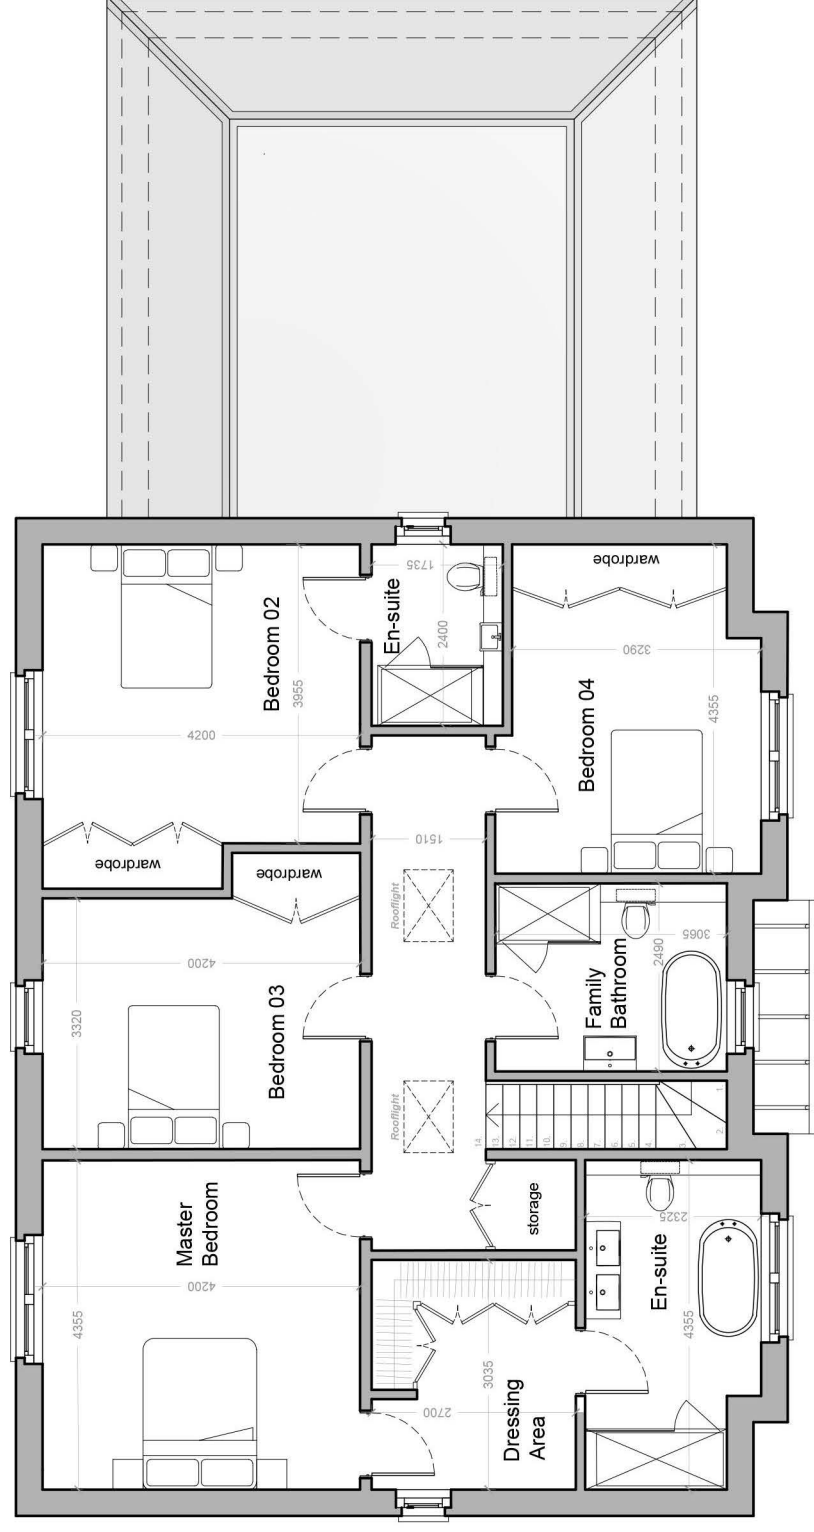 wardrobe
1735
En-suite
2400
Bedroom 02
3955
4200
3290
4355
Bedroom 04
wardrobe
wardrobe
1510
Rooflight
4200
3320
Bedroom 03
Family
Bathroom
2490
3065
Rooflight
14.
13.
12.
11.
10.
9.
8.
7.
6.
5.
4.
3.
2.
1.
Master
Bedroom
4200
4355
storage
2325
En-suite
4355
3035
2700
Dressing
Area